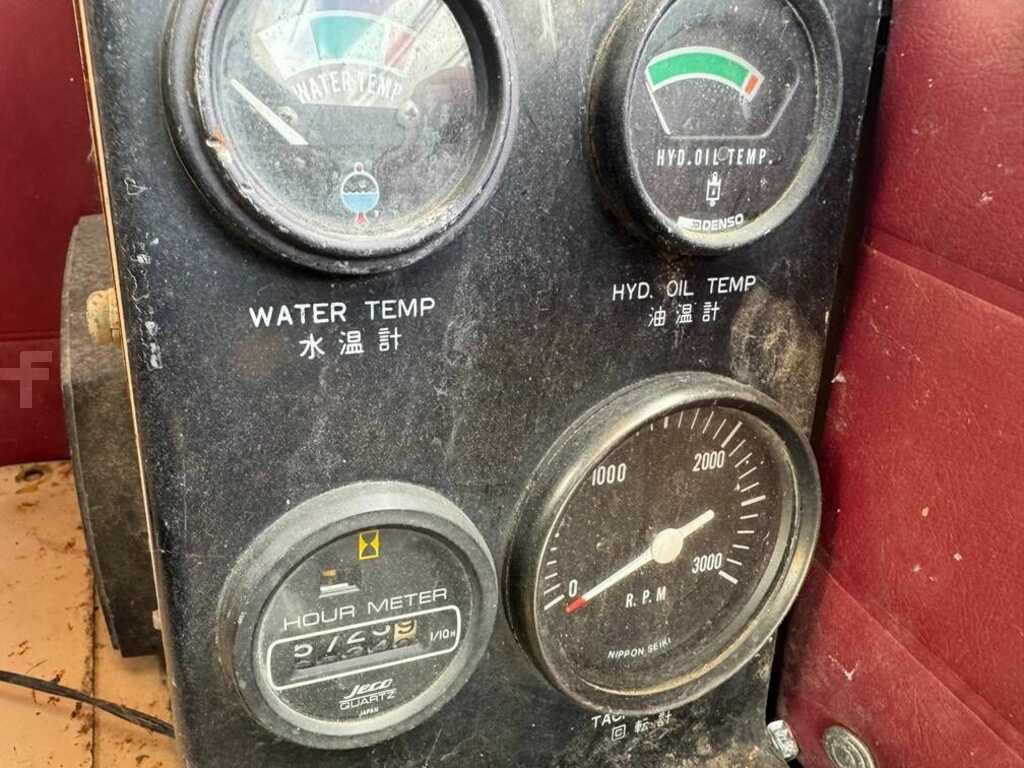 WATER TEMP
HYD.OIL TEMP.
DENSO
WATER TEMP
水温計
HYD. OIL TEMP
油温計
1000
2000
3000
0
R.P.M
NIPPON SEIKI
HOUR METER
1/10H
Jeco
QUARTZ
JAPAN
回転計